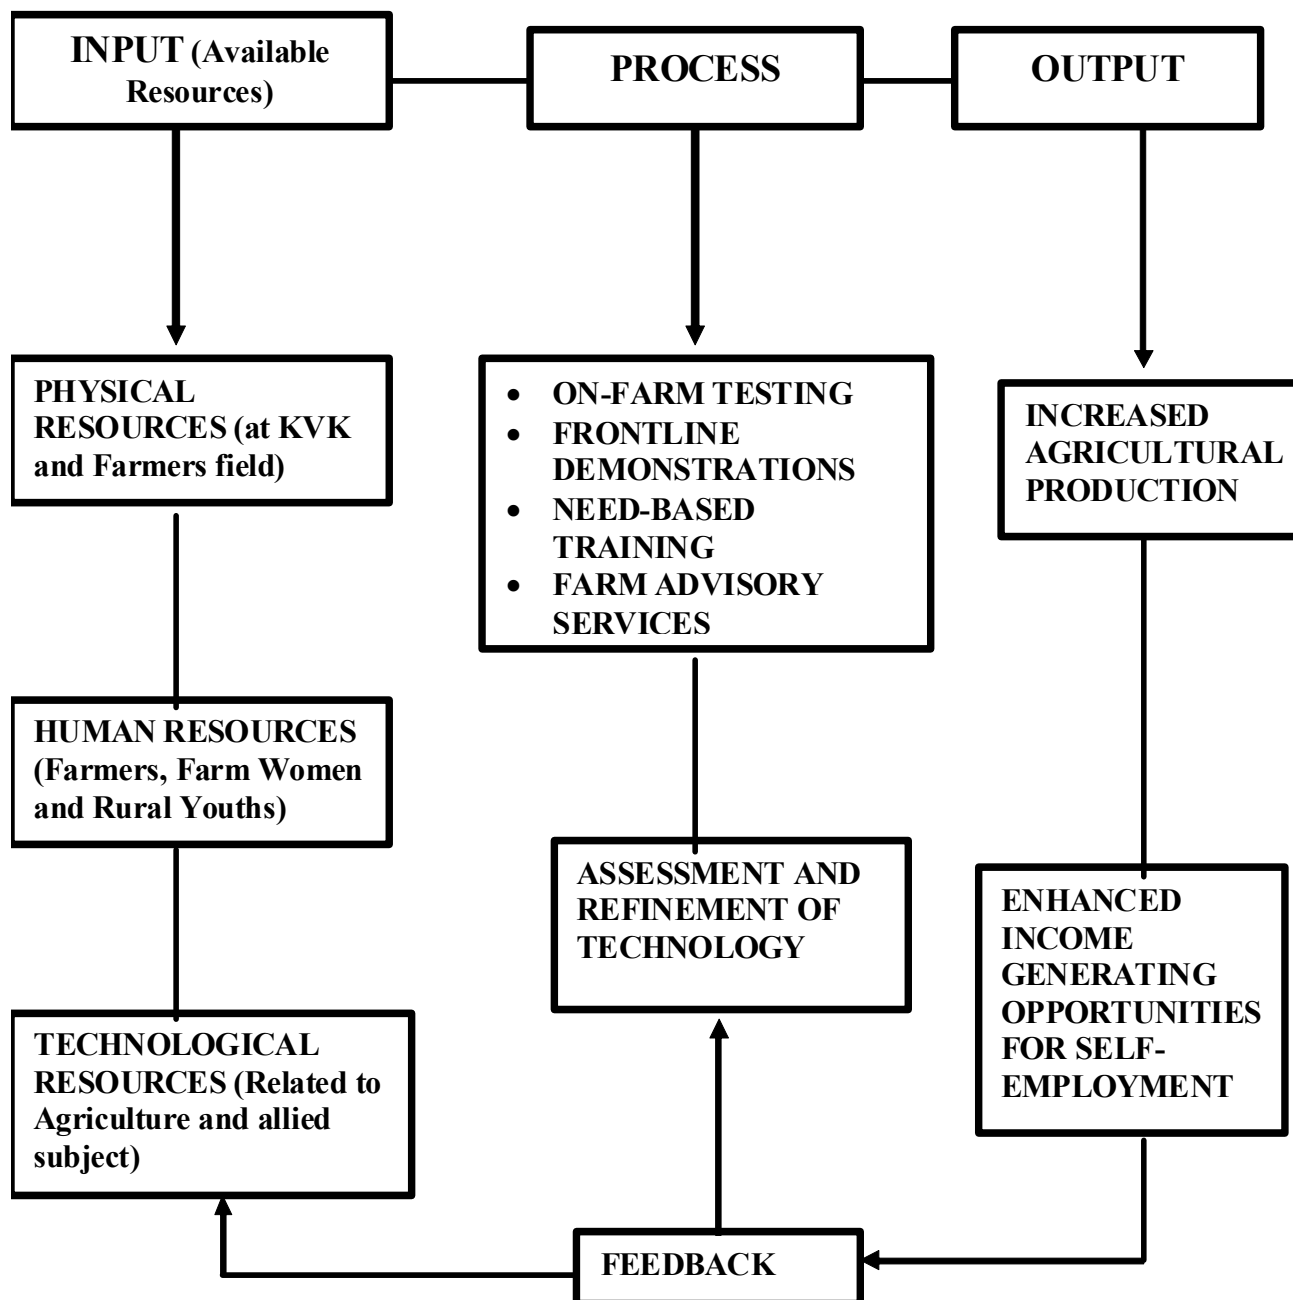 INPUT (Available
Resources)
PROCESS
OUTPUT
PHYSICAL
RESOURCES (at KVK
and Farmers field)
• ON-FARM TESTING
• FRONTLINE
DEMONSTRATIONS
• NEED-BASED
TRAINING
• FARM ADVISORY
SERVICES
INCREASED
AGRICULTURAL
PRODUCTION
HUMAN RESOURCES
(Farmers, Farm Women
and Rural Youths)
ASSESSMENT AND
REFINEMENT OF
TECHNOLOGY
ENHANCED
INCOME
GENERATING
OPPORTUNITIES
FOR SELF-
EMPLOYMENT
TECHNOLOGICAL
RESOURCES (Related to
Agriculture and allied
subject)
FEEDBACK